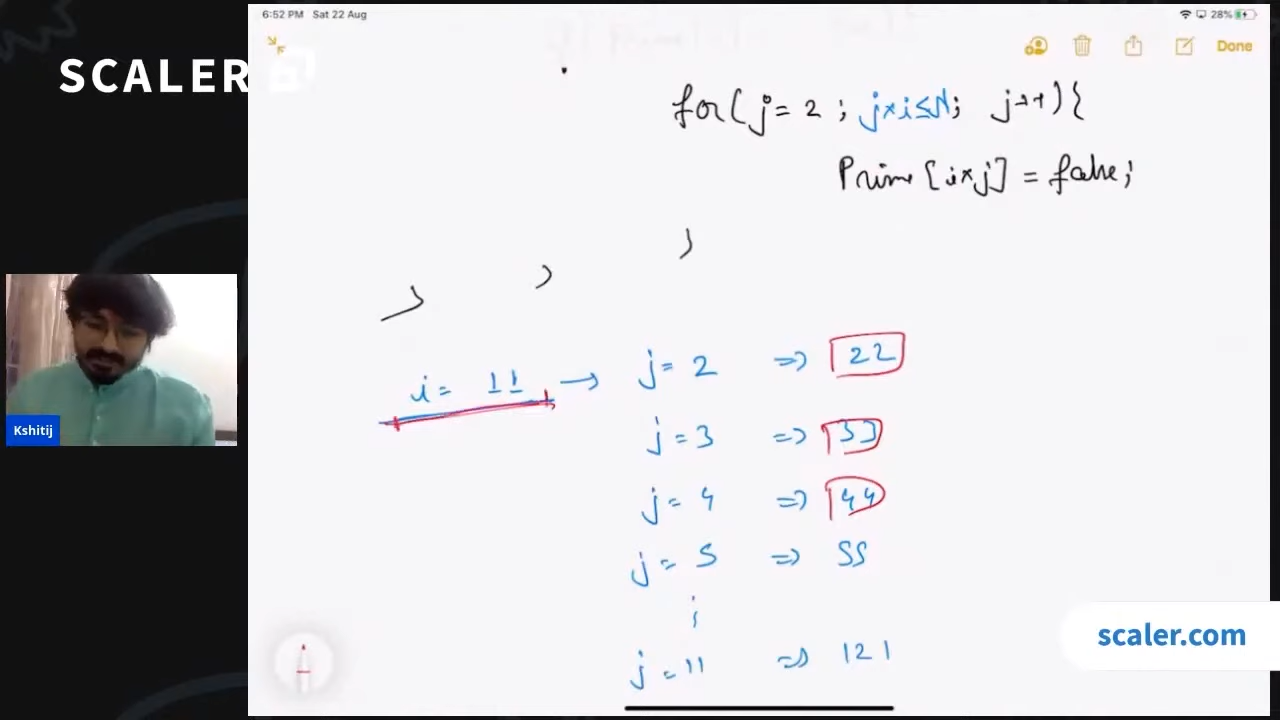 6:52 PM Sat 22 Aug
28%
SCALER
Done
for( j= 2 ; j×i≤N; j++){
Prime [i×j] = false;
}
}
}
i= 11 → j= 2 => 22
j= 3 => 33
j= 4 => 44
j= 5 => 55
j= 11 => 121
Kshitij
scaler.com